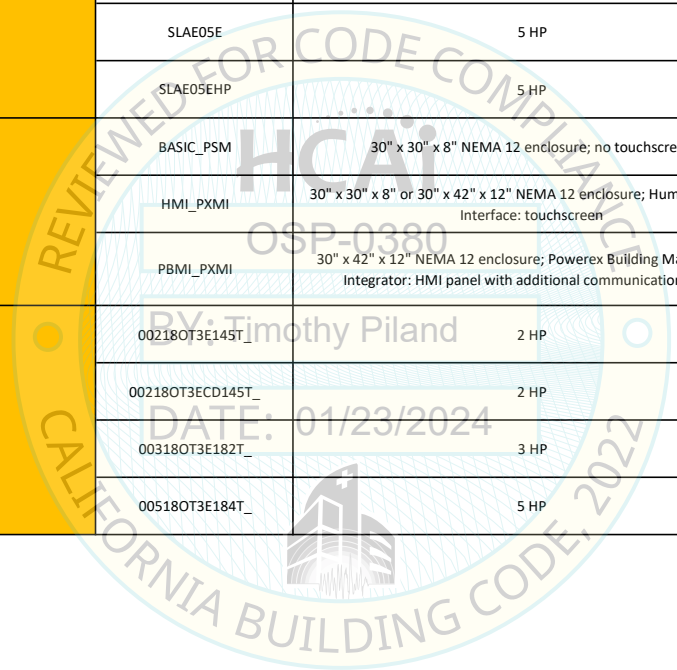 SLAE05E 5 HP
SLAE05EHP 5 HP
BASIC_PSM 30" x 30" x 8" NEMA 12 enclosure; no touchscre
HMI_PXMI 30" x 30" x 8" or 30" x 42" x 12" NEMA 12 enclosure; Hum
Interface: touchscreen
PBMI_PXMI 30" x 42" x 12" NEMA 12 enclosure; Powerex Building Ma
Integrator: HMI panel with additional communication
00218OT3E145T_ 2 HP
00218OT3ECD145T_ 2 HP
00318OT3E182T_ 3 HP
00518OT3E184T_ 5 HP
REVIEWED FOR CODE COMPLIANCE
HCAi
OSP-0380
BY: Timothy Piland
DATE: 01/23/2024
CALIFORNIA BUILDING CODE, 2022